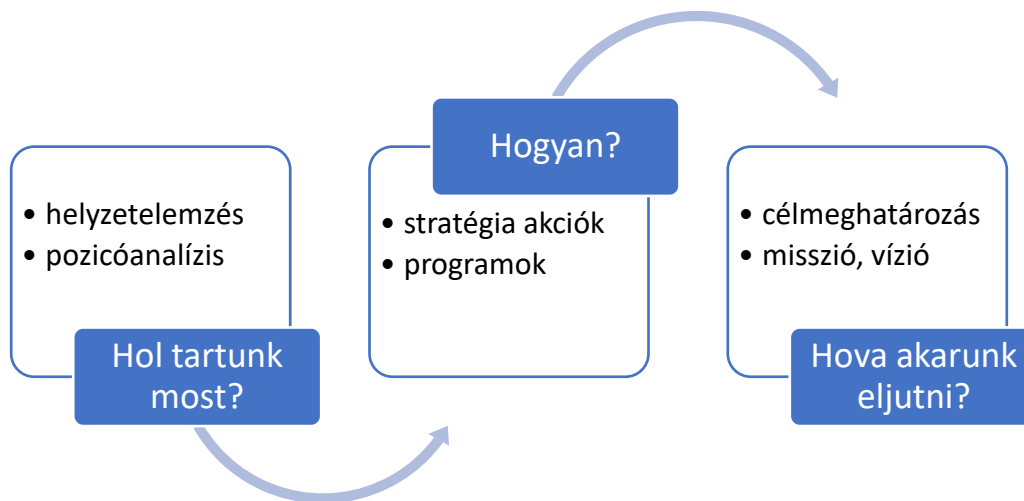 • helyzetelemzés
• pozicóanalízis
Hol tartunk
most?
Hogyan?
• stratégia akciók
• programok
• célmeghatározás
• misszió, vízió
Hova akarunk
eljutni?